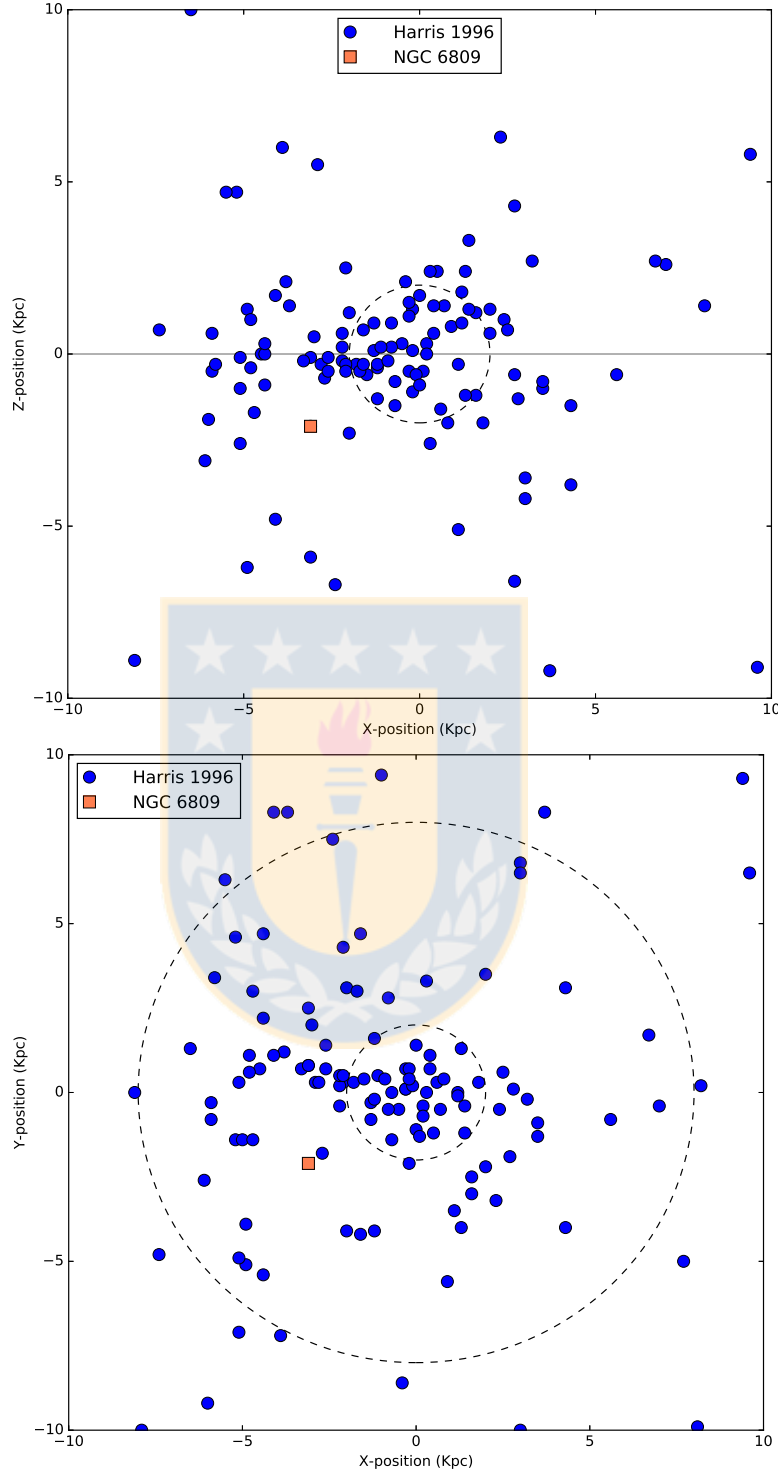 10
Harris 1996
NGC 6809
5
Z-position (Kpc)
0
−5
−10
−10 −5 0 5 10
X-position (Kpc)
10
Harris 1996
NGC 6809
5
Y-position (Kpc)
0
−5
−10
−10 −5 0 5 10
X-position (Kpc)